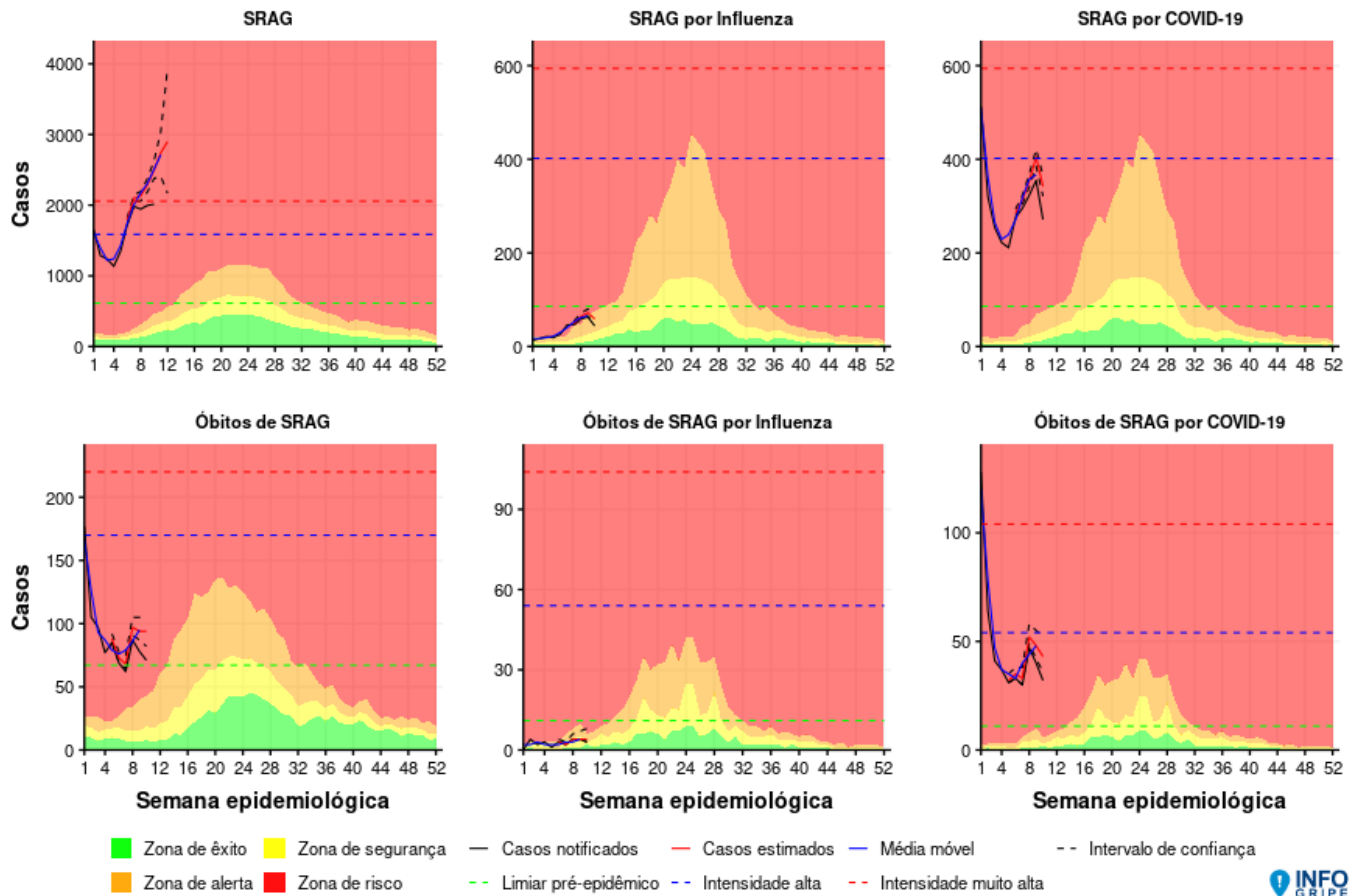 SRAG
SRAG por Influenza
SRAG por COVID-19
Casos
4000
3000
2000
1000
0
1 4 8 12 16 20 24 28 32 36 40 44 48 52
600
400
200
0
1 4 8 12 16 20 24 28 32 36 40 44 48 52
600
400
200
0
1 4 8 12 16 20 24 28 32 36 40 44 48 52
Óbitos de SRAG
Óbitos de SRAG por Influenza
Óbitos de SRAG por COVID-19
Casos
200
150
100
50
0
1 4 8 12 16 20 24 28 32 36 40 44 48 52
90
60
30
0
1 4 8 12 16 20 24 28 32 36 40 44 48 52
100
50
0
1 4 8 12 16 20 24 28 32 36 40 44 48 52
Semana epidemiológica
Semana epidemiológica
Semana epidemiológica
Zona de êxito Zona de segurança Casos notificados Casos estimados Média móvel Intervalo de confiança
Zona de alerta Zona de risco Limiar pré-epidêmico Intensidade alta Intensidade muito alta
INFO
GRIPE